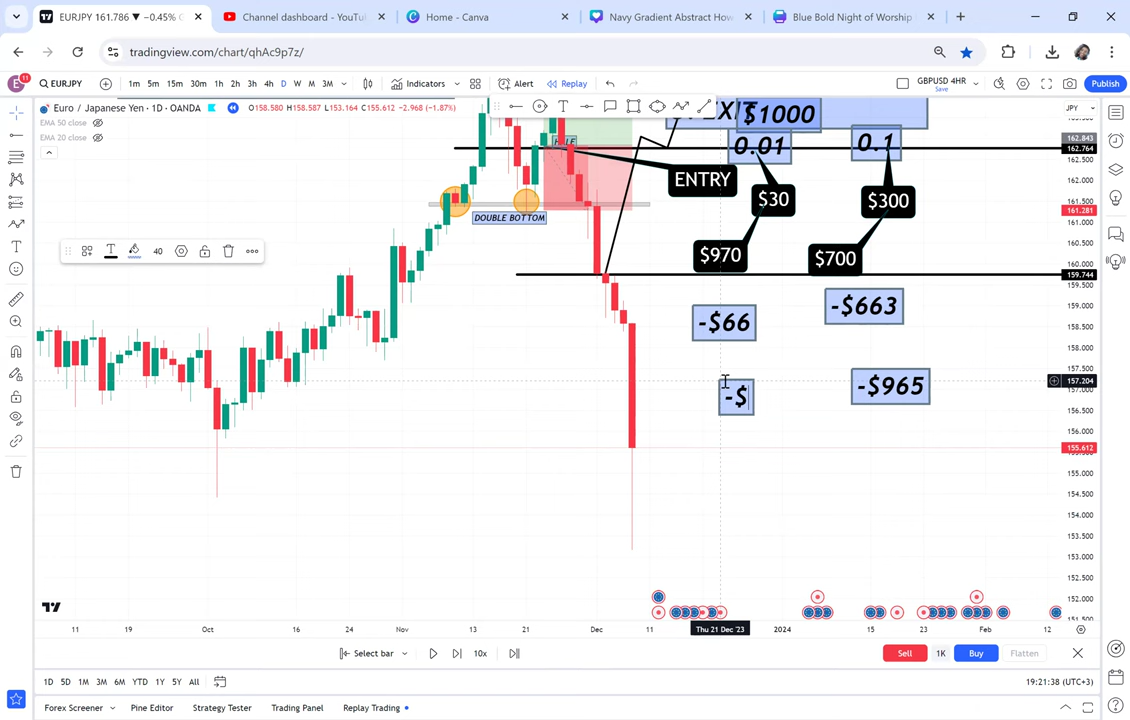 EURJPY 161.786 ▼ −0.45%
Channel dashboard - YouTu
Home - Canva
Navy Gradient Abstract How
Blue Bold Night of Worship
tradingview.com/chart/qhAc9p7z/
E 11 EURJPY 1m 5m 15m 30m 1h 2h 3h 4h D W M 3M Indicators Alert Replay GBPUSD 4HR Save Publish
Euro / Japanese Yen · 1D · OANDA O158.580 H158.587 L153.164 C155.612 −2.968 (−1.87%)
EMA 50 close
EMA 20 close
JPY
EXIT
$1000
0.01
0.1
ENTRY
$30
$300
DOUBLE BOTTOM
$970
$700
-$66
-$663
-$
-$965
40
162.843
162.764
162.500
162.000
161.281
160.500
160.000
159.744
159.000
158.500
158.000
157.204
156.500
156.000
155.612
155.000
154.500
154.000
153.500
153.000
152.500
152.000
151.500
11 19 Oct 16 24 Nov 13 21 Dec 11 Thu 21 Dec '23 2024 15 23 Feb 12
Select bar 10x Sell 1K Buy Flatten
1D 5D 1M 3M 6M YTD 1Y 5Y All
19:21:38 (UTC+3)
Forex Screener Pine Editor Strategy Tester Trading Panel Replay Trading